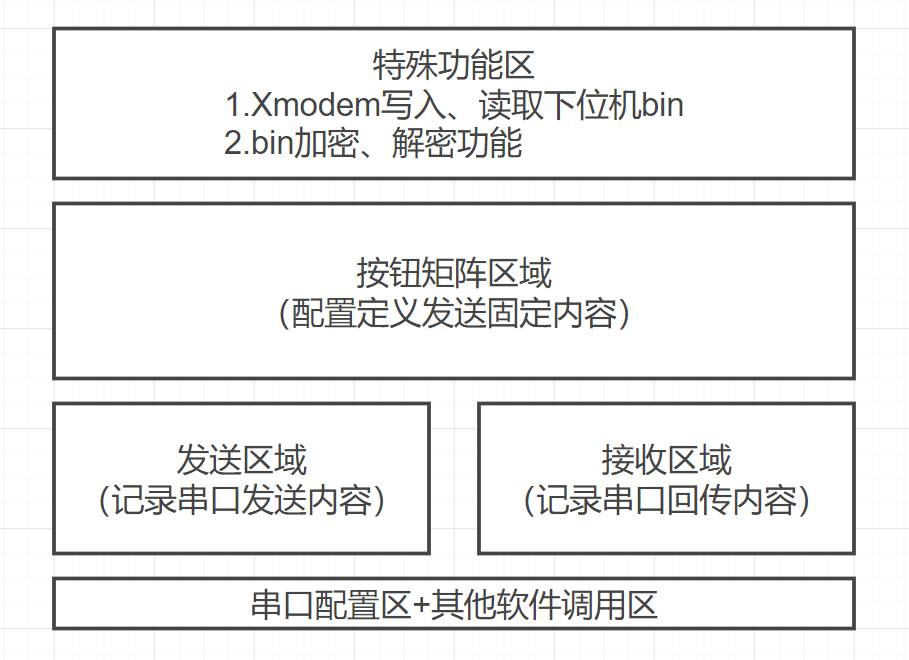 特殊功能区
1.Xmodem写入、读取下位机bin
2.bin加密、解密功能
按钮矩阵区域
（配置定义发送固定内容）
发送区域
（记录串口发送内容）
接收区域
（记录串口回传内容）
串口配置区+其他软件调用区